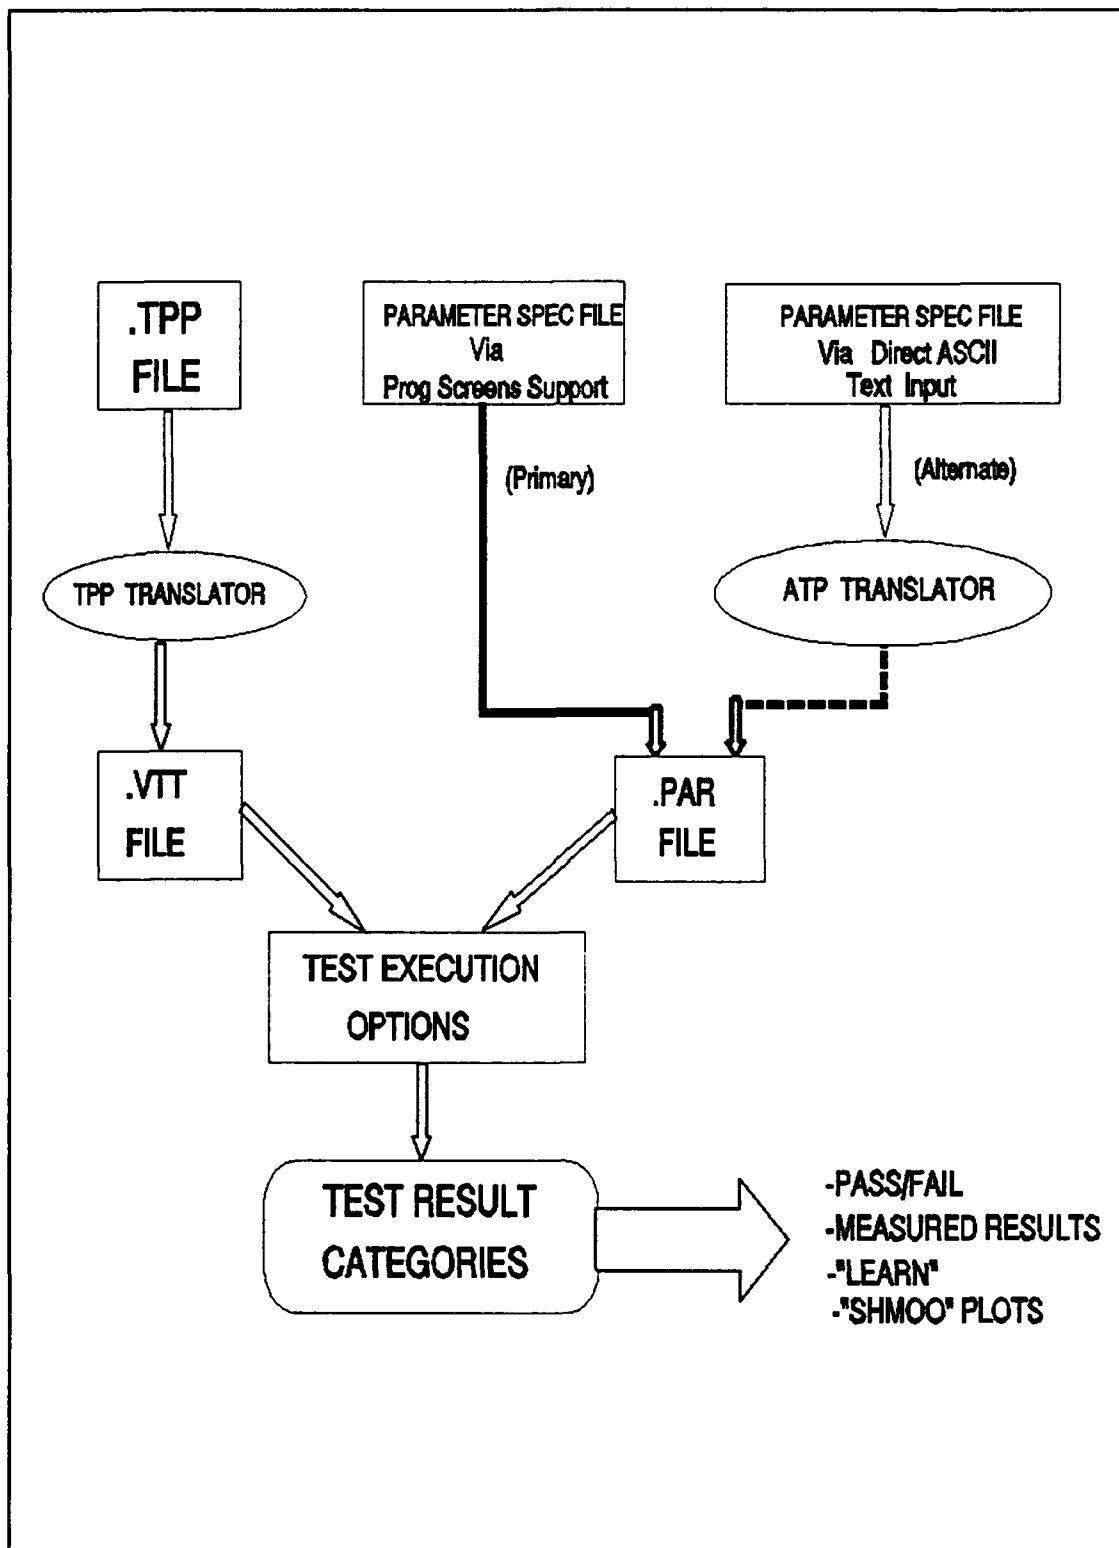 .TPP
FILE
PARAMETER SPEC FILE
Via
Prog Screens Support
PARAMETER SPEC FILE
Via Direct ASCII
Text Input
(Primary)
(Alternate)
TPP TRANSLATOR
ATP TRANSLATOR
.VTT
FILE
.PAR
FILE
TEST EXECUTION
OPTIONS
TEST RESULT
CATEGORIES
-PASS/FAIL
-MEASURED RESULTS
-"LEARN"
-"SHMOO" PLOTS